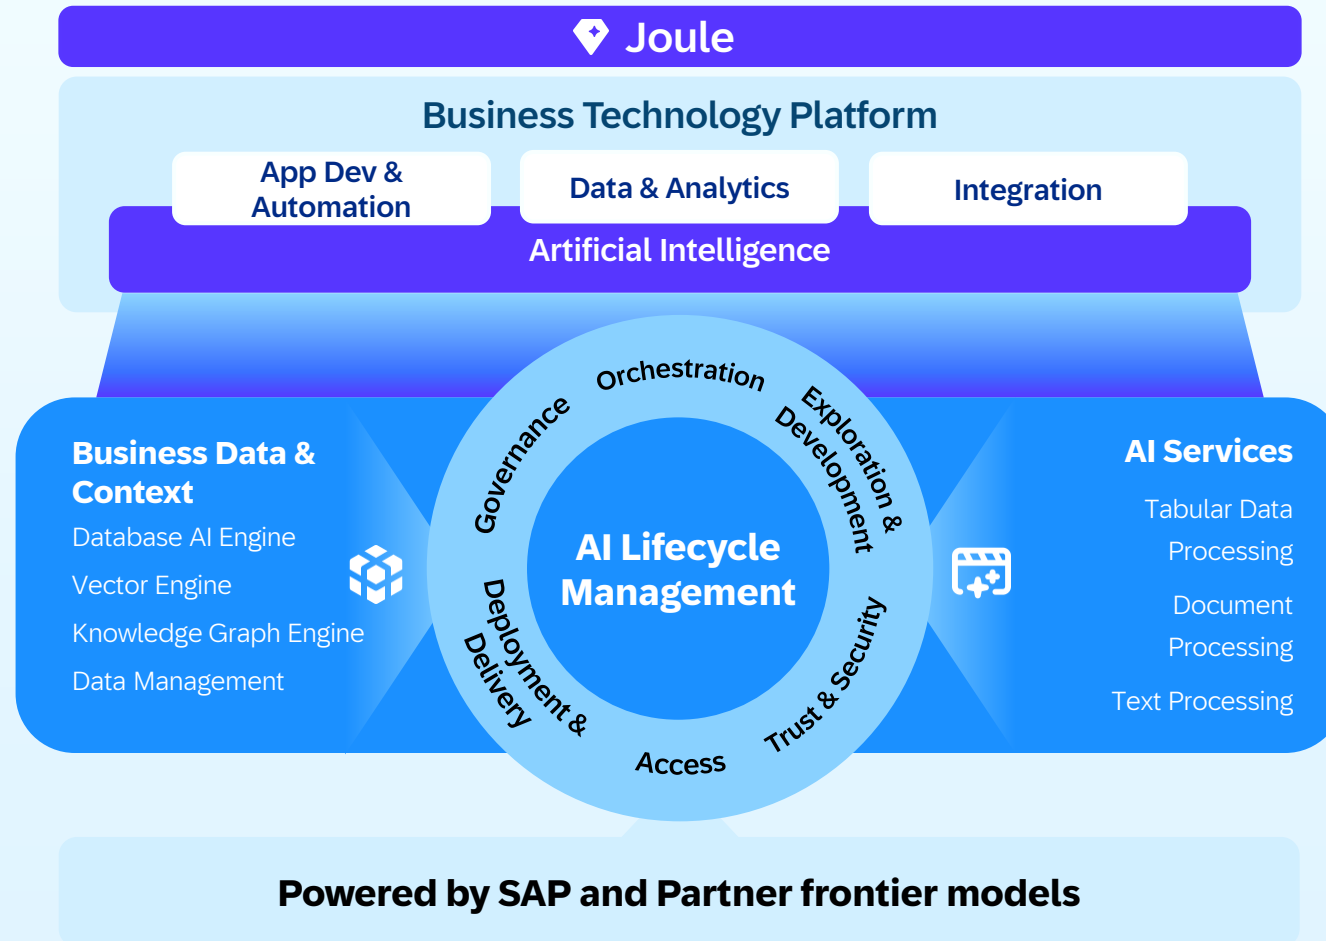 Joule
Business Technology Platform
App Dev &
Automation
Data & Analytics
Integration
Artificial Intelligence
Business Data &
Context
Database AI Engine
Vector Engine
Knowledge Graph Engine
Data Management
Governance
Orchestration
Exploration &
Development
Trust & Security
Access
Deployment &
Delivery
AI Lifecycle
Management
AI Services
Tabular Data
Processing
Document
Processing
Text Processing
Powered by SAP and Partner frontier models